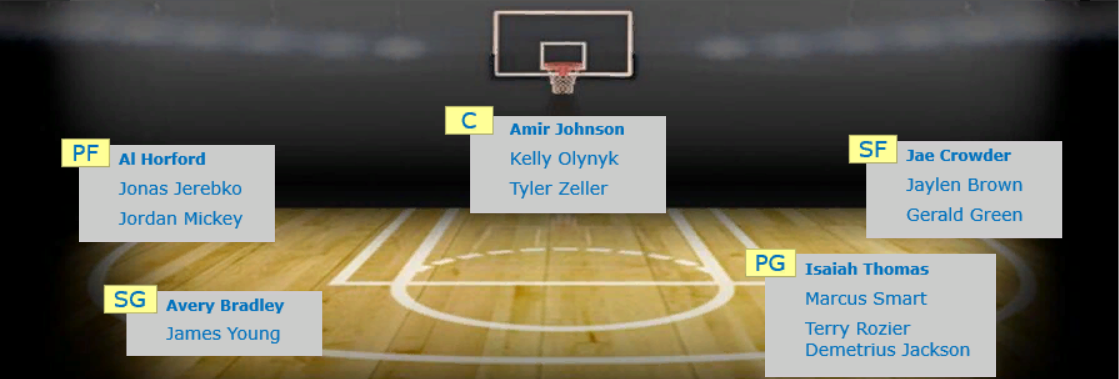 C
Amir Johnson
Kelly Olynyk
Tyler Zeller
PF
Al Horford
Jonas Jerebko
Jordan Mickey
SF
Jae Crowder
Jaylen Brown
Gerald Green
SG
Avery Bradley
James Young
PG
Isaiah Thomas
Marcus Smart
Terry Rozier
Demetrius Jackson